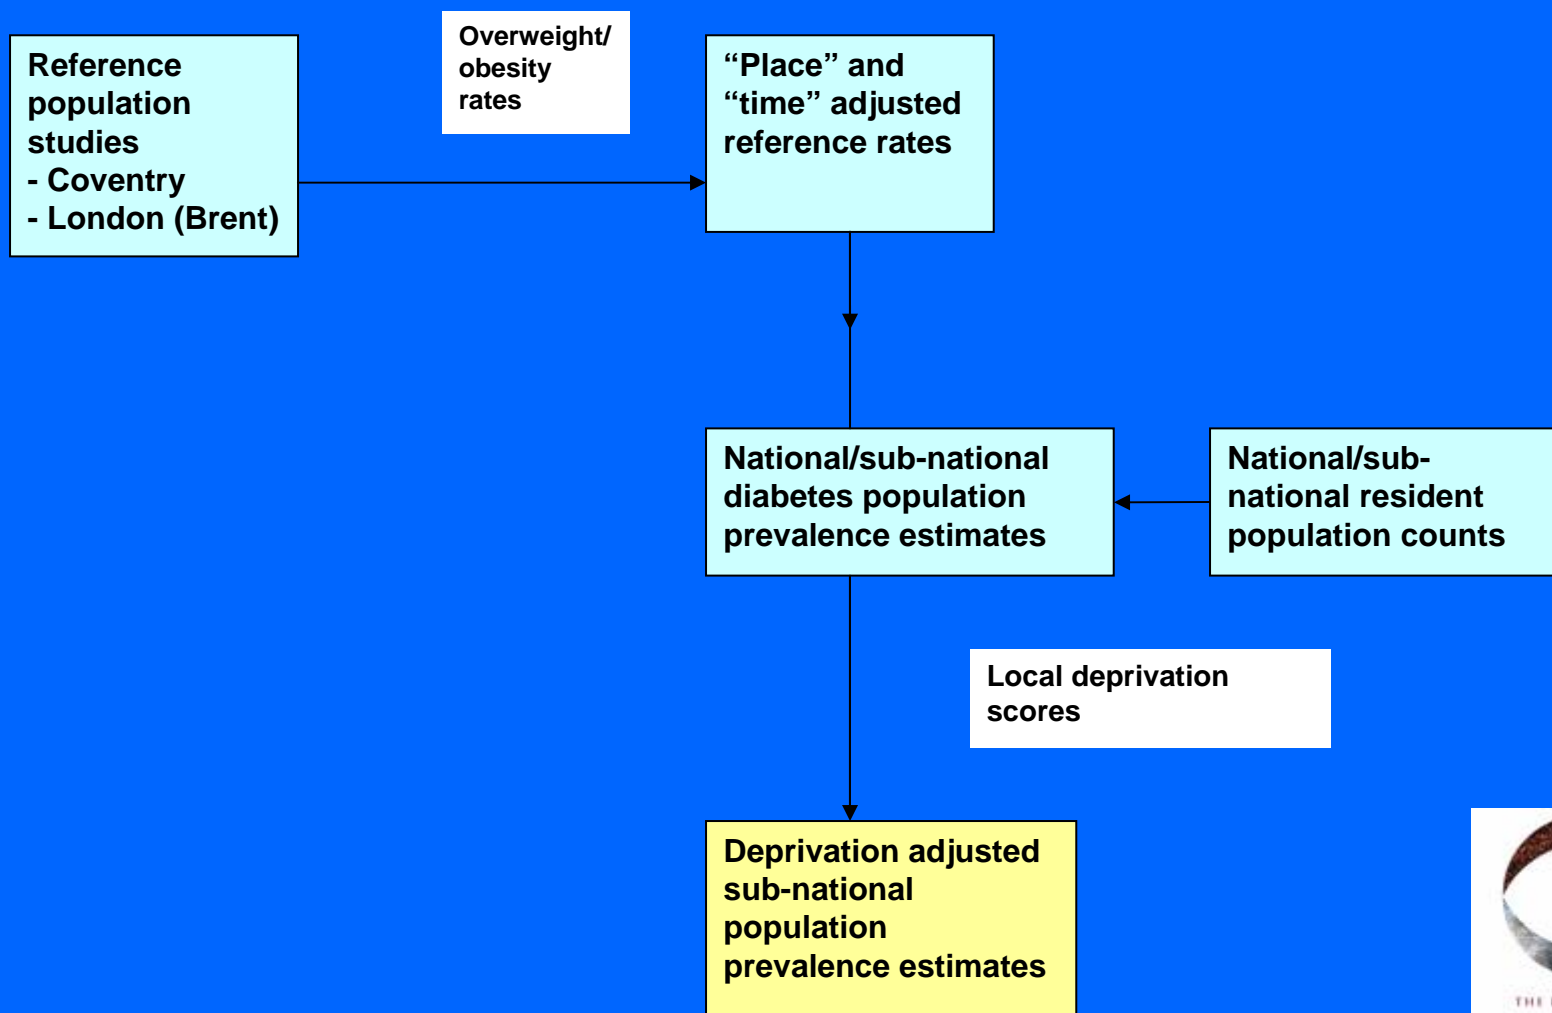 Reference
population
studies
- Coventry
- London (Brent)
Overweight/
obesity
rates
“Place” and
“time” adjusted
reference rates
National/sub-national
diabetes population
prevalence estimates
National/sub-
national resident
population counts
Local deprivation
scores
Deprivation adjusted
sub-national
population
prevalence estimates
THE